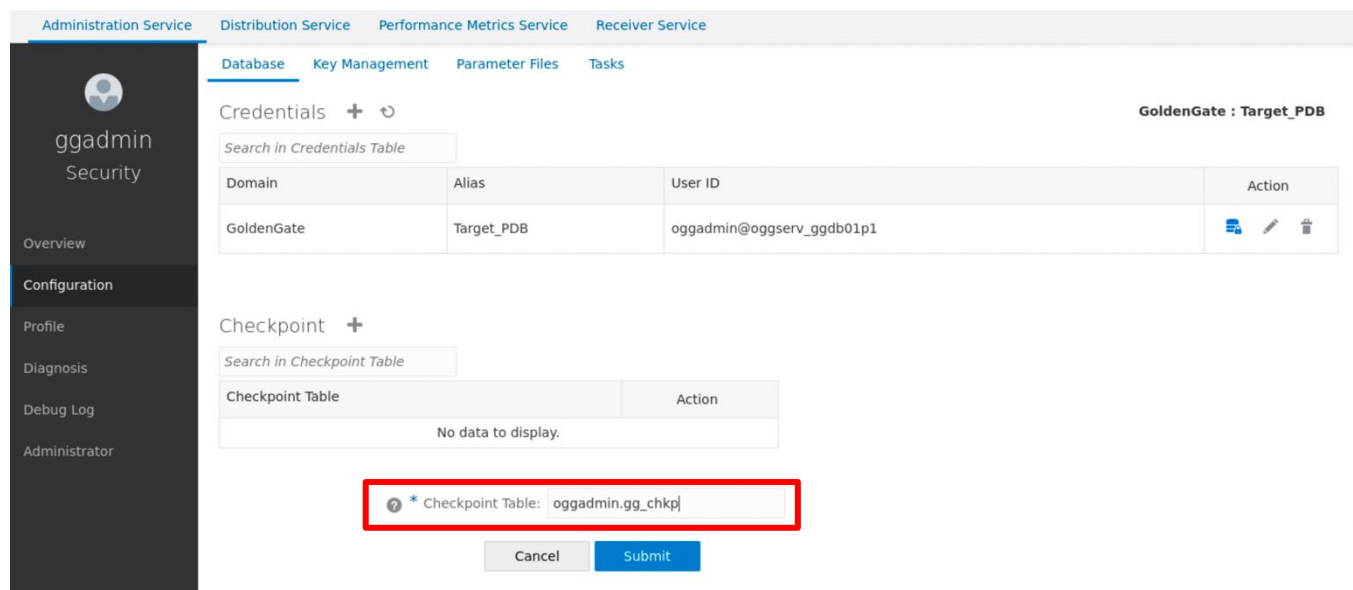 Administration Service Distribution Service Performance Metrics Service Receiver Service
ggadmin
Security
Overview
Configuration
Profile
Diagnosis
Debug Log
Administrator
Database Key Management Parameter Files Tasks
Credentials
GoldenGate : Target_PDB
Search in Credentials Table
Domain Alias User ID Action
GoldenGate Target_PDB oggadmin@oggserv_ggdb01p1
Checkpoint
Search in Checkpoint Table
Checkpoint Table Action
No data to display.
? * Checkpoint Table: oggadmin.gg_chkp
Cancel Submit